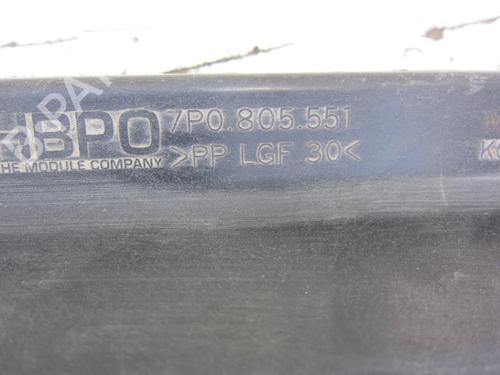 HBPO 7P0.805.551
THE MODULE COMPANY >PP LGF 30<